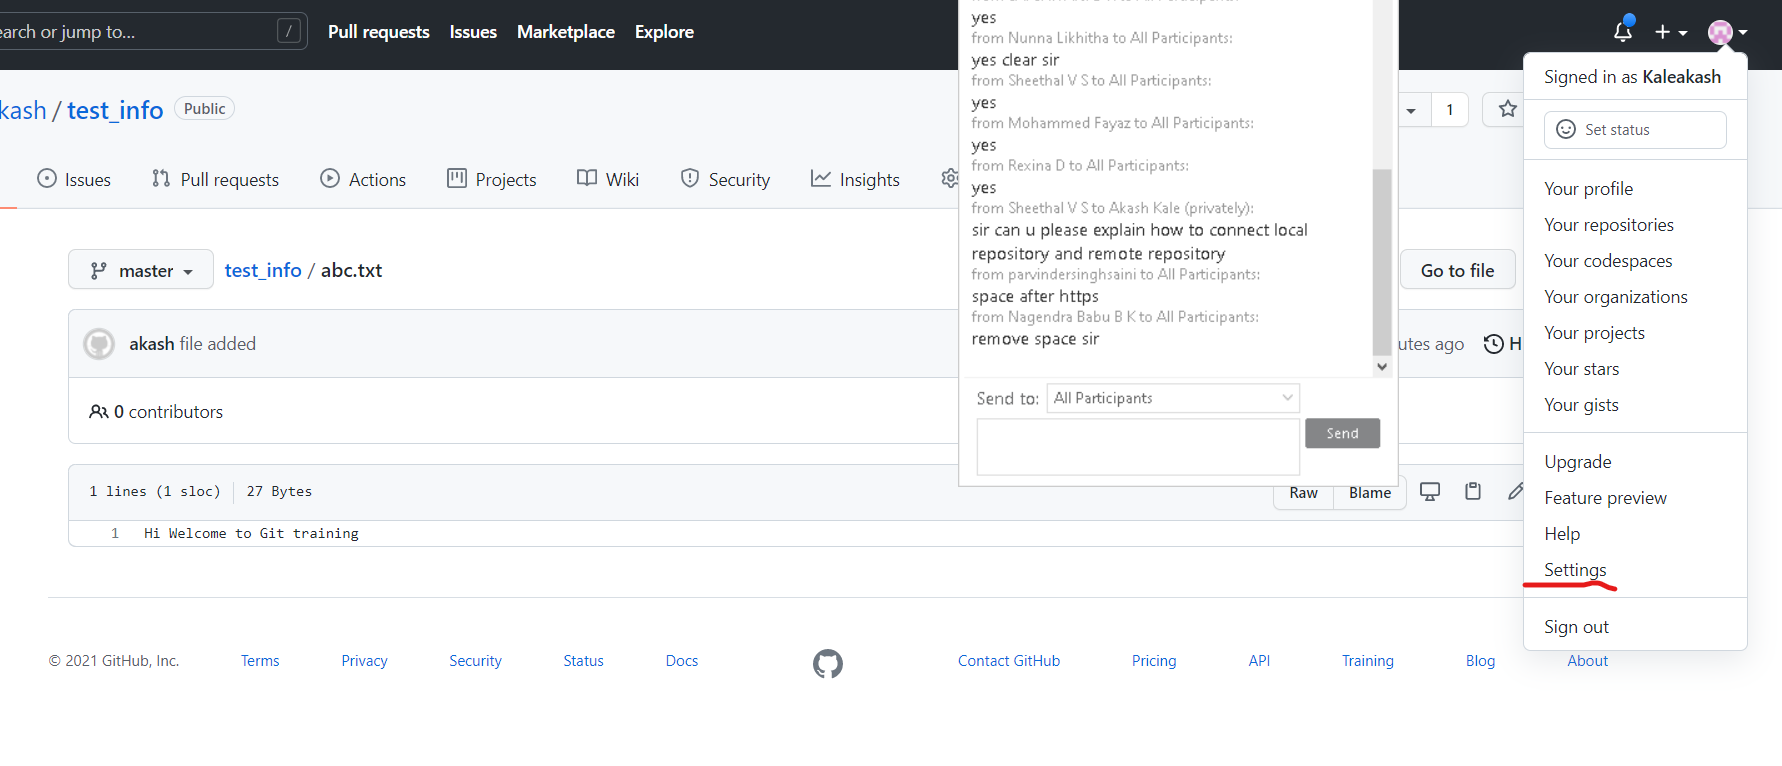 earch or jump to... /
Pull requests Issues Marketplace Explore
kash / test_info Public
1
Issues Pull requests Actions Projects Wiki Security Insights
master test_info / abc.txt
Go to file
akash file added
utes ago H
0 contributors
1 lines (1 sloc) 27 Bytes
Raw Blame
1 Hi Welcome to Git training
yes
from Nunna Likhitha to All Participants:
yes clear sir
from Sheethal V S to All Participants:
yes
from Mohammed Fayaz to All Participants:
yes
from Rexina D to All Participants:
yes
from Sheethal V S to Akash Kale (privately):
sir can u please explain how to connect local
repository and remote repository
from parvindersinghsaini to All Participants:
space after https
from Nagendra Babu B K to All Participants:
remove space sir
Send to: All Participants
Send
Signed in as Kaleakash
Set status
Your profile
Your repositories
Your codespaces
Your organizations
Your projects
Your stars
Your gists
Upgrade
Feature preview
Help
Settings
Sign out
© 2021 GitHub, Inc. Terms Privacy Security Status Docs Contact GitHub Pricing API Training Blog About